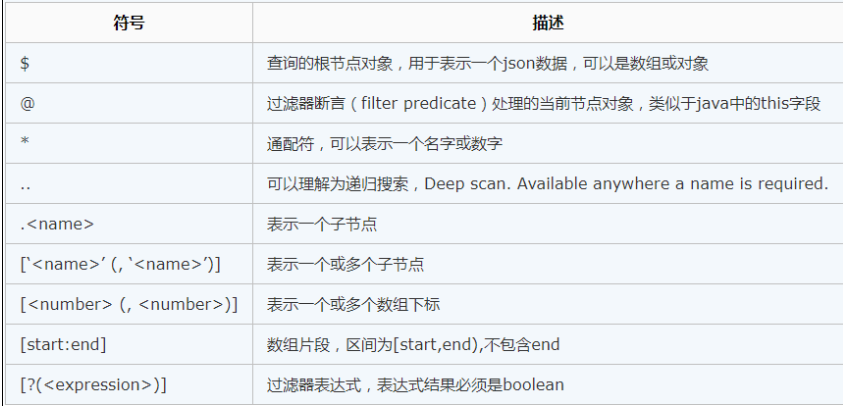 符号 描述
$ 查询的根节点对象，用于表示一个json数据，可以是数组或对象
@ 过滤器断言（filter predicate）处理的当前节点对象，类似于java中的this字段
* 通配符，可以表示一个名字或数字
.. 可以理解为递归搜索，Deep scan. Available anywhere a name is required.
.<name> 表示一个子节点
[‘<name>’ (, ‘<name>’)] 表示一个或多个子节点
[<number> (, <number>)] 表示一个或多个数组下标
[start:end] 数组片段，区间为[start,end),不包含end
[?(<expression>)] 过滤器表达式，表达式结果必须是boolean